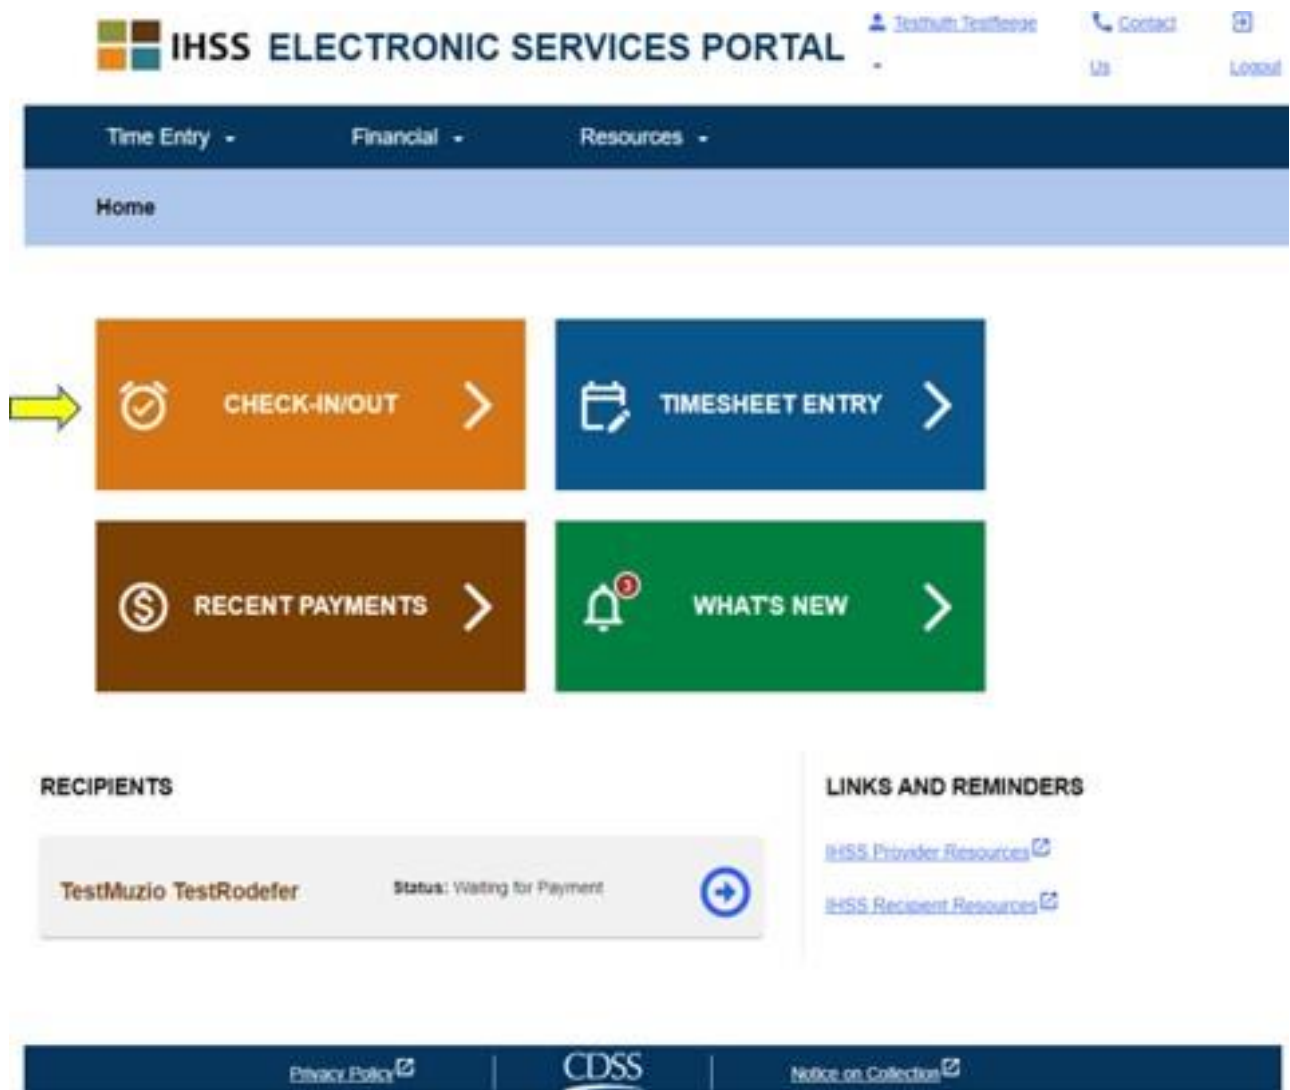 IHSS ELECTRONIC SERVICES PORTAL
Contact Us
Logout
Time Entry
Financial
Resources
Home
CHECK-IN/OUT
TIMESHEET ENTRY
RECENT PAYMENTS
3
WHAT'S NEW
RECIPIENTS
LINKS AND REMINDERS
TestMuzio TestRodefer
Status: Waiting for Payment
IHSS Provider Resources
IHSS Recipient Resources
Privacy Policy
CDSS
Notice on Collection